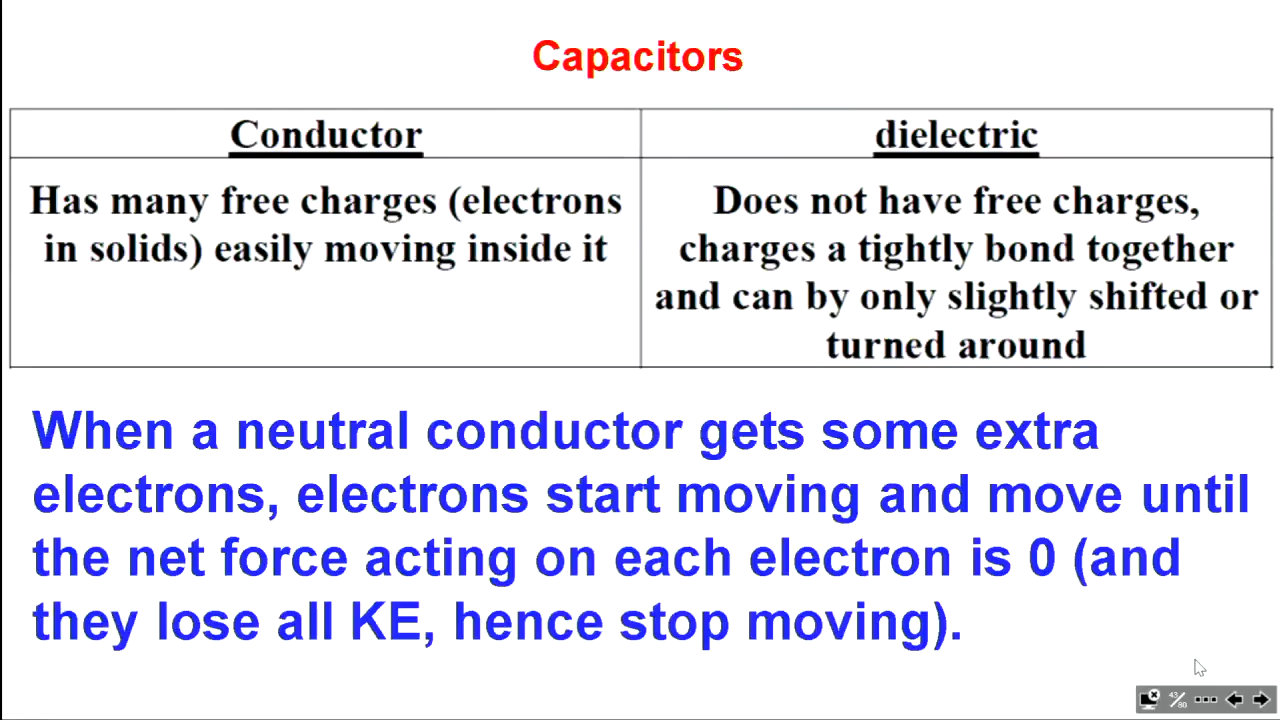 Capacitors
Conductor
dielectric
Has many free charges (electrons
in solids) easily moving inside it
Does not have free charges,
charges a tightly bond together
and can by only slightly shifted or
turned around
When a neutral conductor gets some extra
electrons, electrons start moving and move until
the net force acting on each electron is 0 (and
they lose all KE, hence stop moving).
43/80